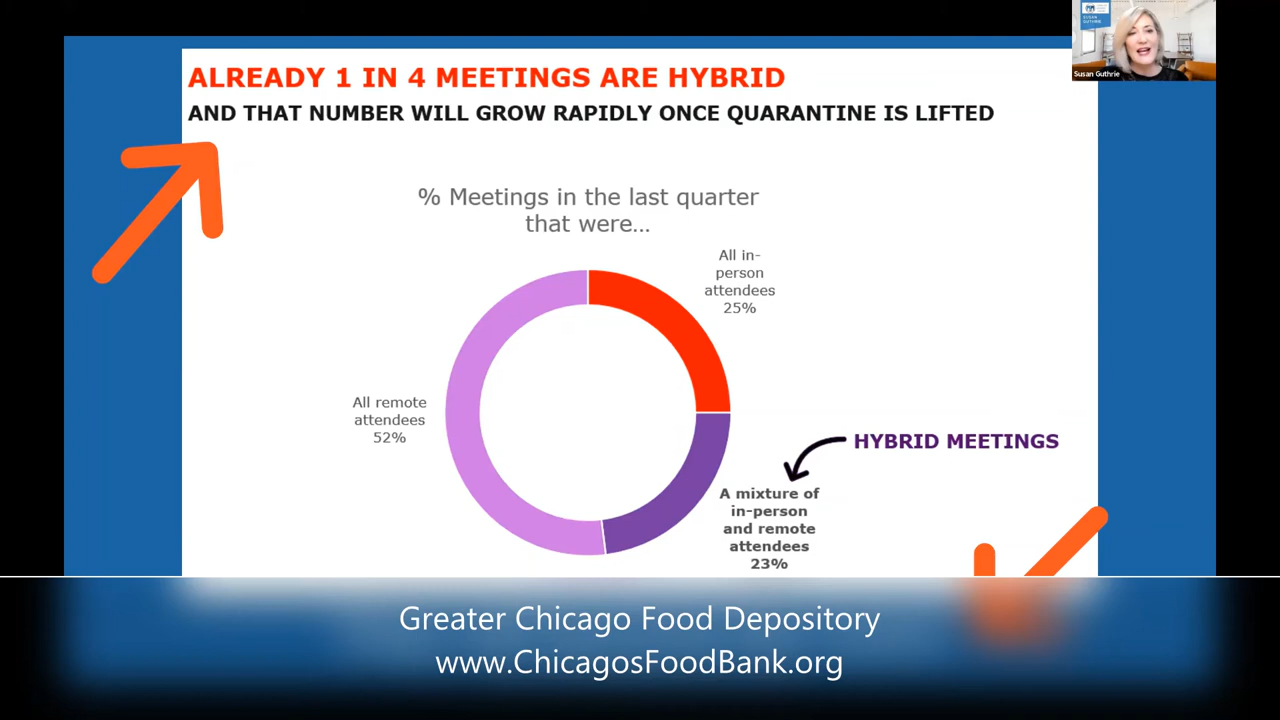 ALREADY 1 IN 4 MEETINGS ARE HYBRID
AND THAT NUMBER WILL GROW RAPIDLY ONCE QUARANTINE IS LIFTED
SUSAN
GUTHRIE
Susan Guthrie
% Meetings in the last quarter
that were…
All in-
person
attendees
25%
All remote
attendees
52%
HYBRID MEETINGS
A mixture of
in-person
and remote
attendees
23%
Greater Chicago Food Depository
www.ChicagosFoodBank.org